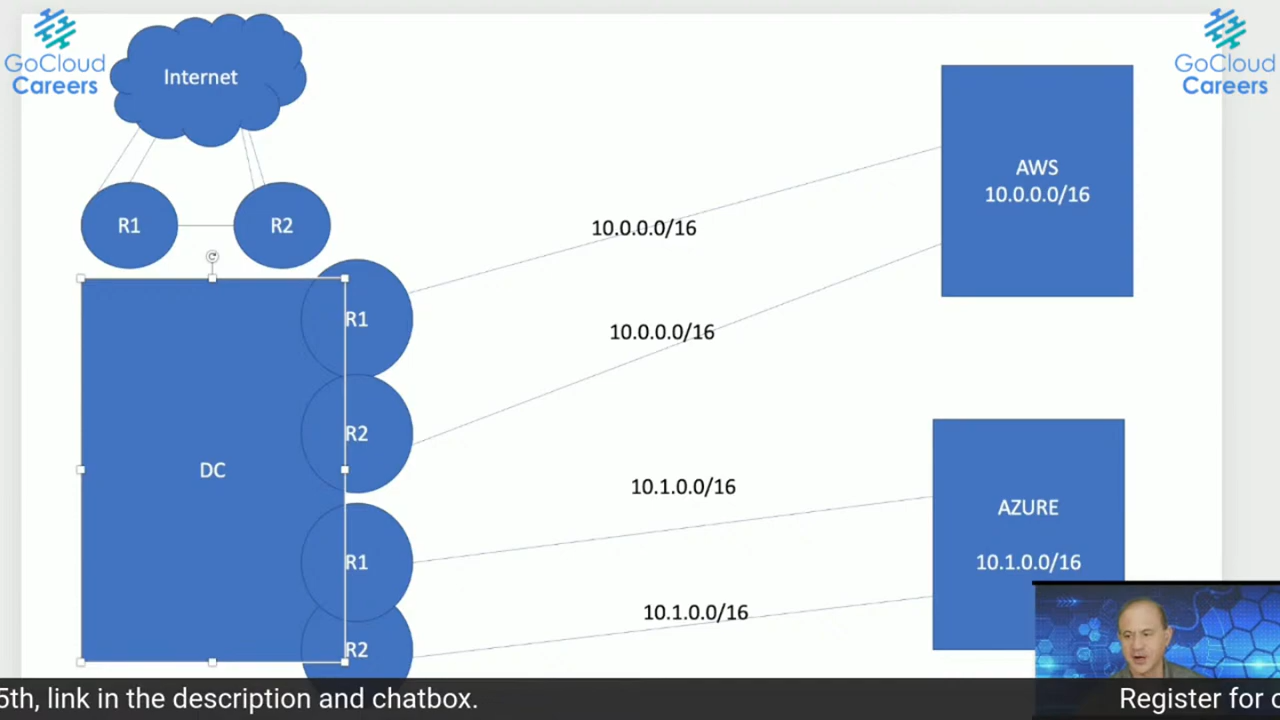 GoCloud
Careers
Internet
GoCloud
Careers
AWS
10.0.0.0/16
R1
R2
10.0.0.0/16
R1
10.0.0.0/16
R2
DC
10.1.0.0/16
AZURE
R1
10.1.0.0/16
10.1.0.0/16
R2
5th, link in the description and chatbox.
Register for